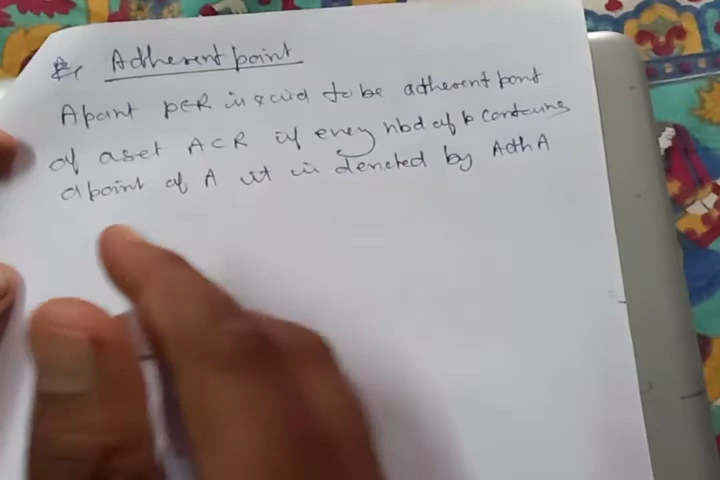 Adherent point
A point p∈R is said to be adherent point
of a set A⊂R if every nbd of p contains
a point of A it is denoted by Adh A